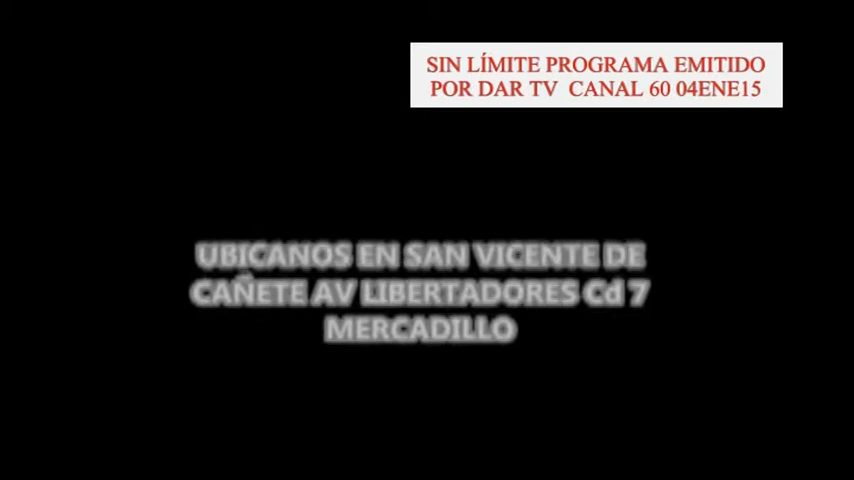 SIN LÍMITE PROGRAMA EMITIDO
POR DAR TV CANAL 60 04ENE15
UBICANOS EN SAN VICENTE DE
CAÑETE AV LIBERTADORES Cd 7
MERCADILLO